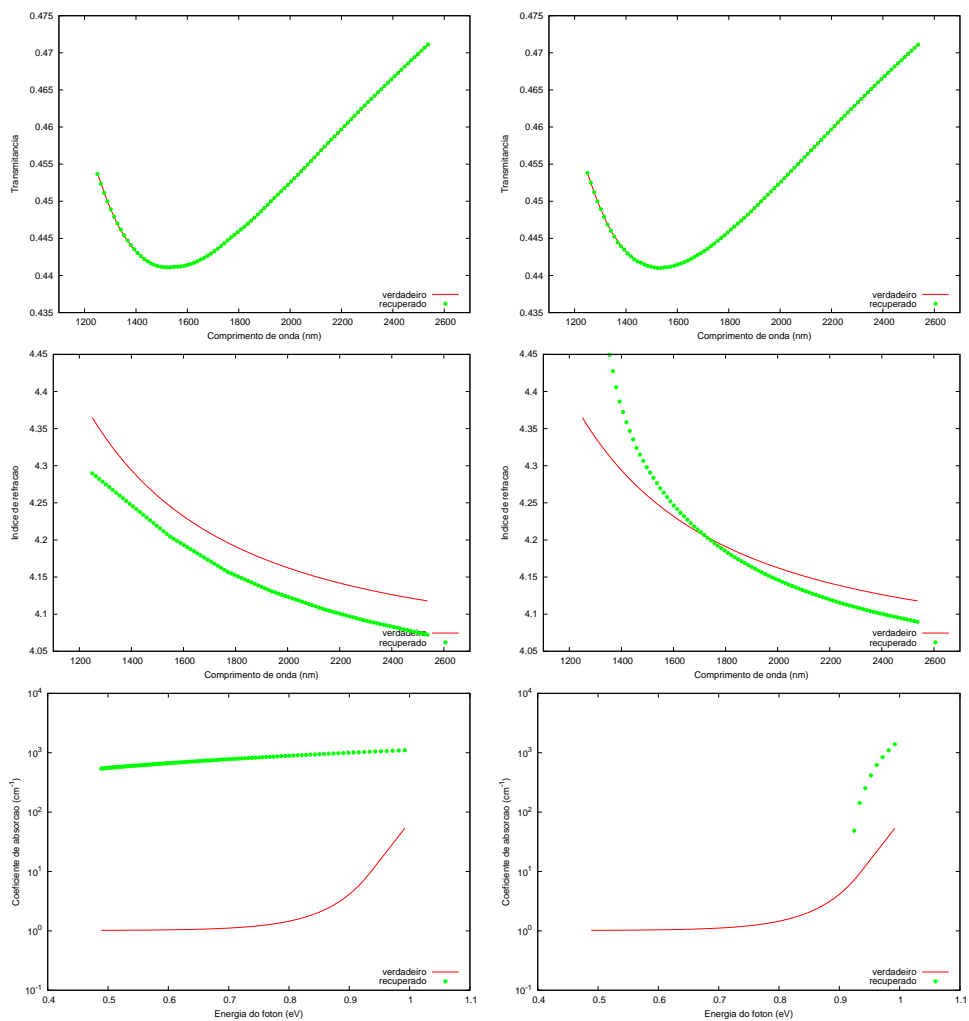 0.475
0.47
0.465
0.46
0.455
0.45
0.445
0.44
0.435
Transmitancia
verdadeiro
recuperado
1200 1400 1600 1800 2000 2200 2400 2600
Comprimento de onda (nm)
0.475
0.47
0.465
0.46
0.455
0.45
0.445
0.44
0.435
Transmitancia
verdadeiro
recuperado
1200 1400 1600 1800 2000 2200 2400 2600
Comprimento de onda (nm)
4.45
4.4
4.35
4.3
4.25
4.2
4.15
4.1
4.05
Indice de refracao
verdadeiro
recuperado
1200 1400 1600 1800 2000 2200 2400 2600
Comprimento de onda (nm)
4.45
4.4
4.35
4.3
4.25
4.2
4.15
4.1
4.05
Indice de refracao
verdadeiro
recuperado
1200 1400 1600 1800 2000 2200 2400 2600
Comprimento de onda (nm)
10^4
10^3
10^2
10^1
10^0
10^-1
Coeficiente de absorcao (cm^-1)
verdadeiro
recuperado
0.4 0.5 0.6 0.7 0.8 0.9 1 1.1
Energia do foton (eV)
10^4
10^3
10^2
10^1
10^0
10^-1
Coeficiente de absorcao (cm^-1)
verdadeiro
recuperado
0.4 0.5 0.6 0.7 0.8 0.9 1 1.1
Energia do foton (eV)